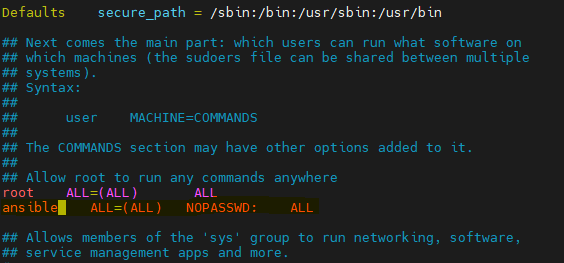 Defaults    secure_path = /sbin:/bin:/usr/sbin:/usr/bin
## Next comes the main part: which users can run what software on
## which machines (the sudoers file can be shared between multiple
## systems).
## Syntax:
##
##      user    MACHINE=COMMANDS
##
## The COMMANDS section may have other options added to it.
##
## Allow root to run any commands anywhere
root    ALL=(ALL)       ALL
ansible    ALL=(ALL)   NOPASSWD:    ALL
## Allows members of the 'sys' group to run networking, software,
## service management apps and more.